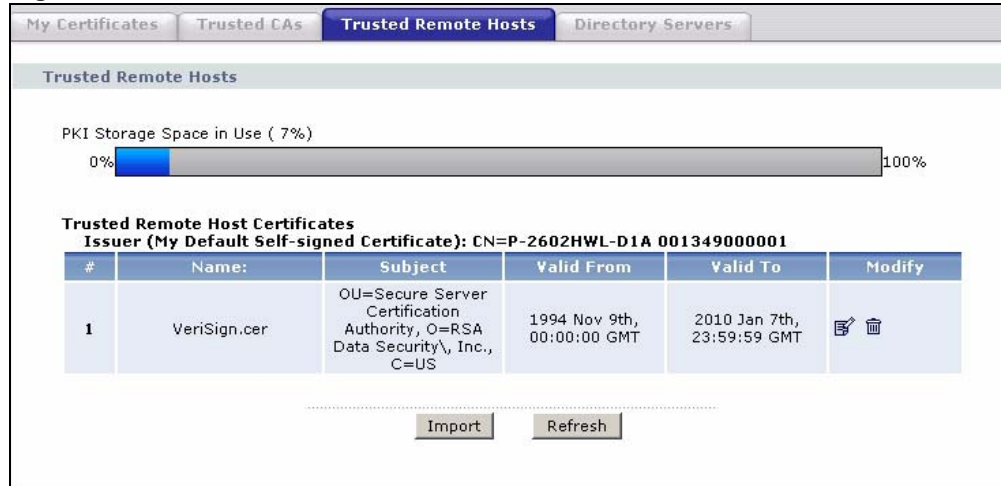 My Certificates Trusted CAs Trusted Remote Hosts Directory Servers
Trusted Remote Hosts
PKI Storage Space in Use ( 7%)
0% 100%
Trusted Remote Host Certificates
Issuer (My Default Self-signed Certificate): CN=P-2602HWL-D1A 001349000001
# Name: Subject Valid From Valid To Modify
1 VeriSign.cer
OU=Secure Server
Certification
Authority, O=RSA
Data Security\, Inc.,
C=US
1994 Nov 9th,
00:00:00 GMT
2010 Jan 7th,
23:59:59 GMT
Import Refresh